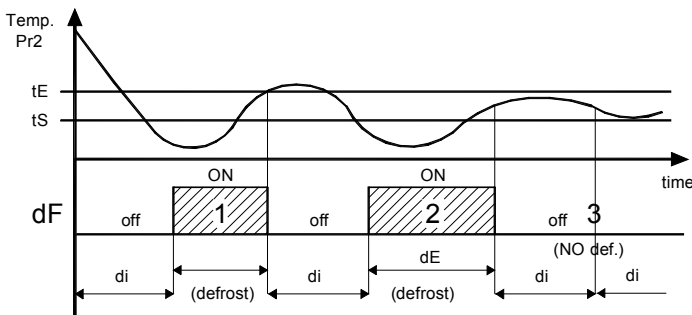 Temp.
Pr2
tE
tS
time
ON ON
dF off 1 off 2 off 3
(NO def.)
dE
di (defrost) di (defrost) di di